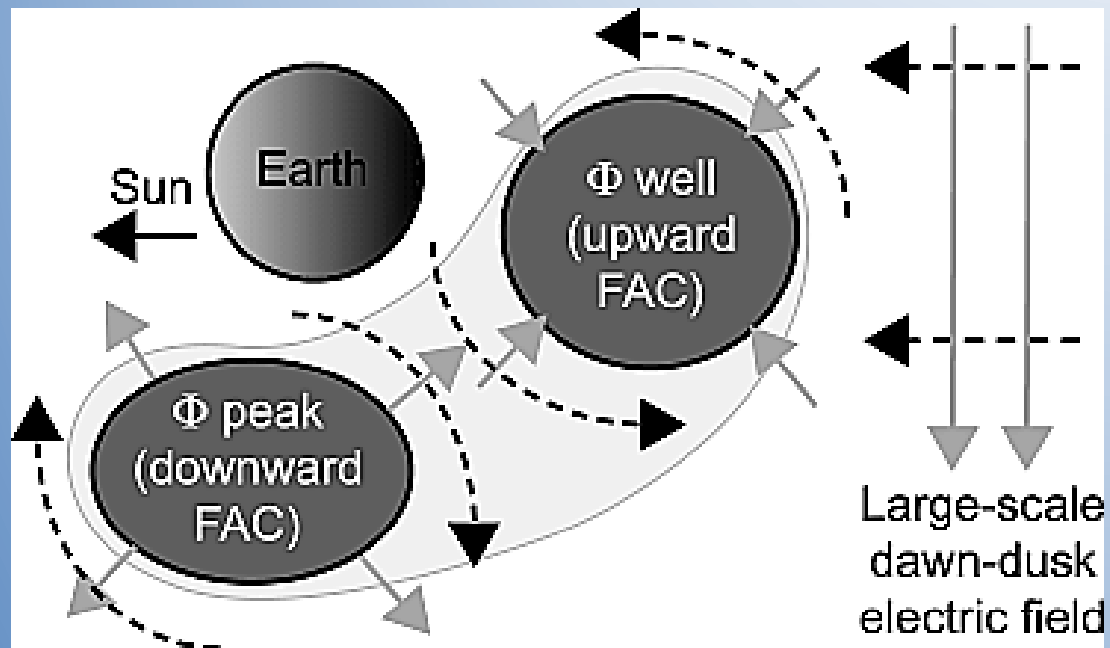 Earth
Sun
Φ well
(upward
FAC)
Φ peak
(downward
FAC)
Large-scale
dawn-dusk
electric field